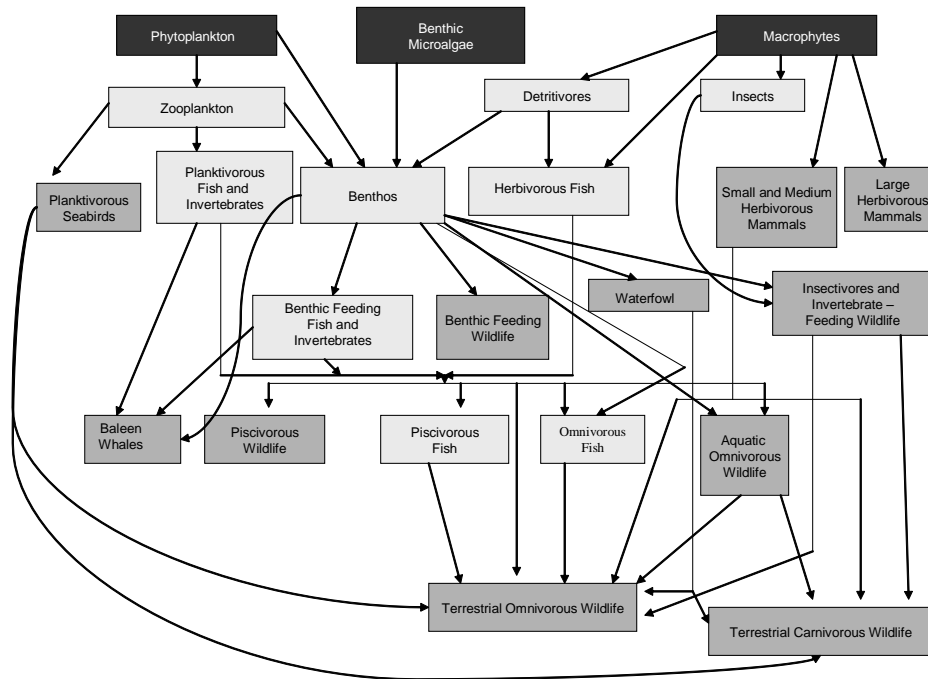 Phytoplankton
Benthic
Microalgae
Macrophytes
Zooplankton
Detritivores
Insects
Planktivorous
Seabirds
Planktivorous
Fish and
Invertebrates
Benthos
Herbivorous Fish
Small and Medium
Herbivorous
Mammals
Large
Herbivorous
Mammals
Benthic Feeding
Fish and
Invertebrates
Benthic Feeding
Wildlife
Waterfowl
Insectivores and
Invertebrate –
Feeding Wildlife
Baleen
Whales
Piscivorous
Wildlife
Piscivorous
Fish
Omnivorous
Fish
Aquatic
Omnivorous
Wildlife
Terrestrial Omnivorous Wildlife
Terrestrial Carnivorous Wildlife